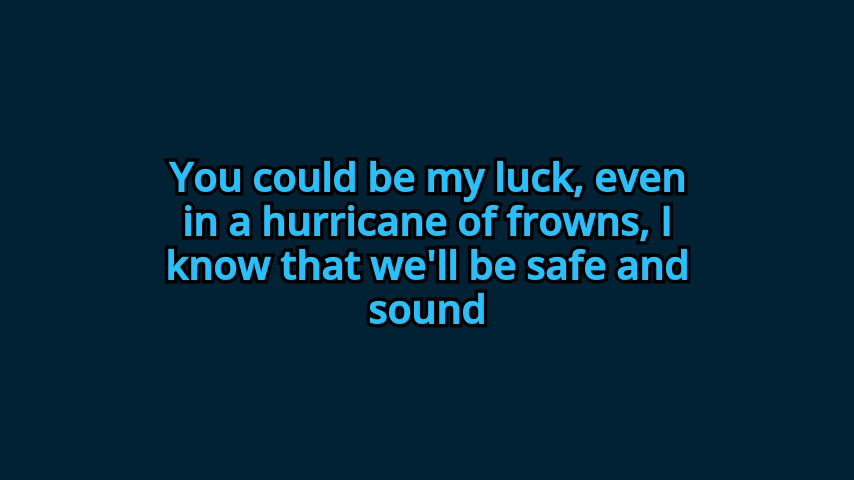 You could be my luck, even
in a hurricane of frowns, I
know that we'll be safe and
sound